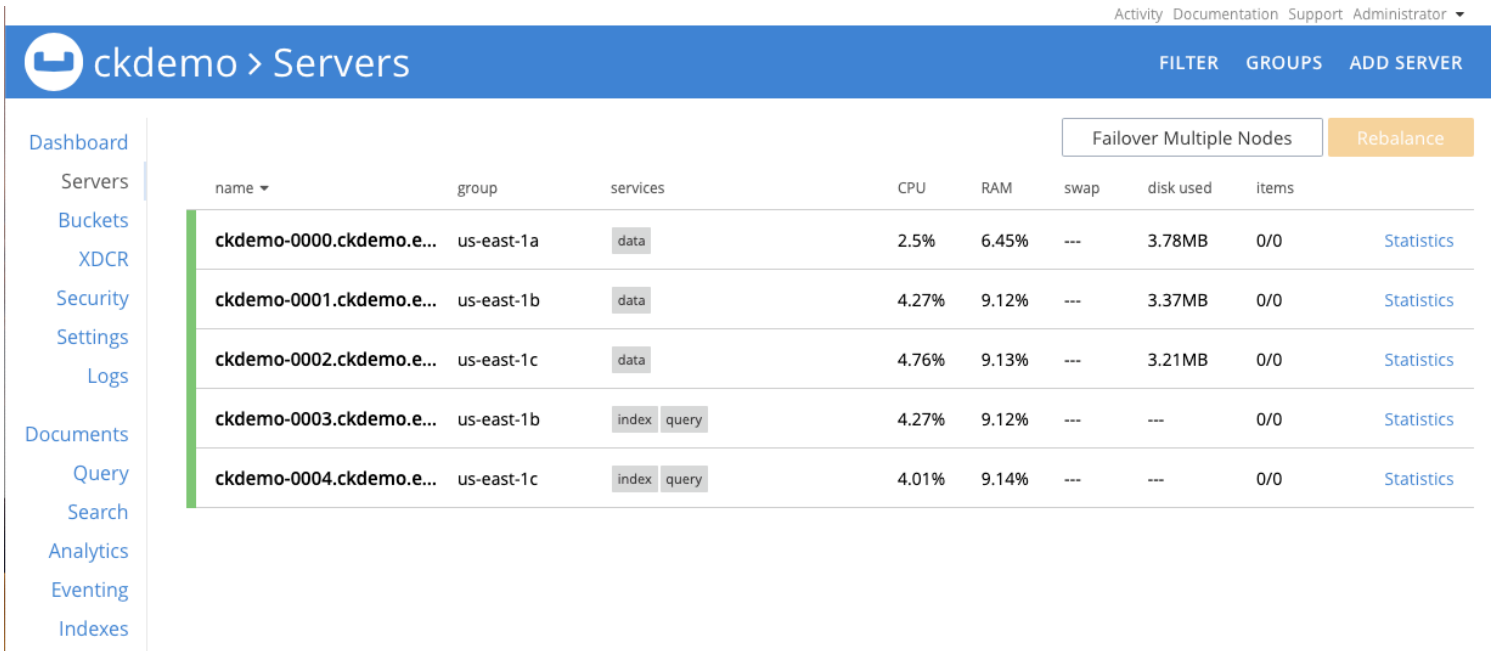 Activity Documentation Support Administrator
ckdemo > Servers FILTER GROUPS ADD SERVER
Failover Multiple Nodes Rebalance
Dashboard
Servers
Buckets
XDCR
Security
Settings
Logs
Documents
Query
Search
Analytics
Eventing
Indexes
name group services CPU RAM swap disk used items
ckdemo-0000.ckdemo.e... us-east-1a data 2.5% 6.45% --- 3.78MB 0/0 Statistics
ckdemo-0001.ckdemo.e... us-east-1b data 4.27% 9.12% --- 3.37MB 0/0 Statistics
ckdemo-0002.ckdemo.e... us-east-1c data 4.76% 9.13% --- 3.21MB 0/0 Statistics
ckdemo-0003.ckdemo.e... us-east-1b index query 4.27% 9.12% --- --- 0/0 Statistics
ckdemo-0004.ckdemo.e... us-east-1c index query 4.01% 9.14% --- --- 0/0 Statistics